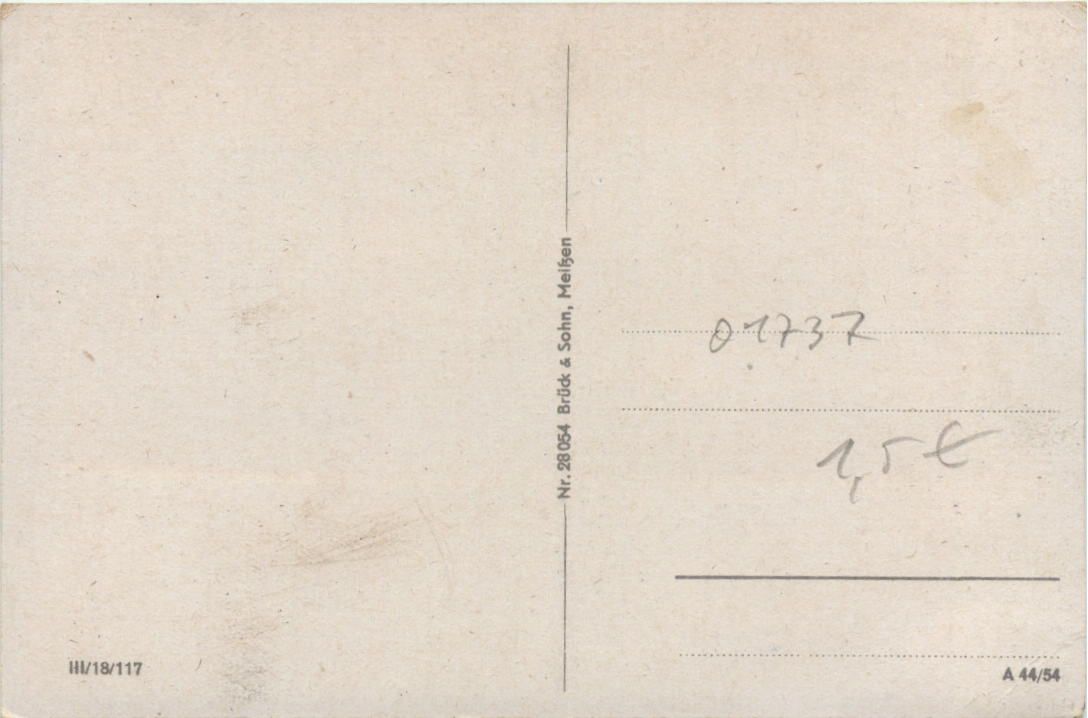 III/18/117
Nr. 28054 Brück & Sohn, Meißen
01737
1,5 €
A 44/54